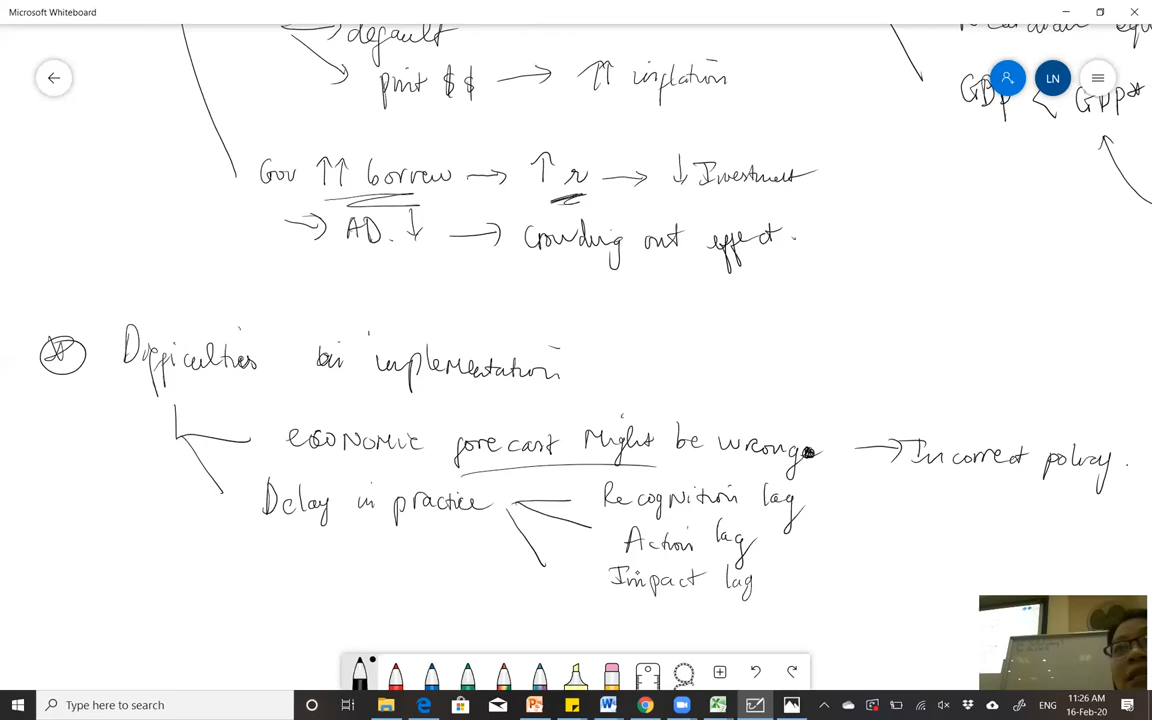 Microsoft Whiteboard
default
print $ $ → ↑↑ inflation
LN
GDP < GDP*
Gov ↑↑ borrow → ↑ r → ↓ Investment
→ AD ↓ → Crowding out effect.
Difficulties in implementation
economic forecast might be wrong → Incorrect policy.
Delay in practice
Recognition lag
Action lag
Impact lag
Type here to search
ENG
11:26 AM
16-Feb-20